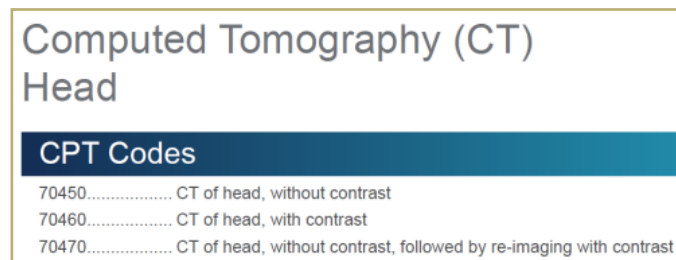 Computed Tomography (CT)
Head
CPT Codes
70450.................. CT of head, without contrast
70460.................. CT of head, with contrast
70470.................. CT of head, without contrast, followed by re-imaging with contrast